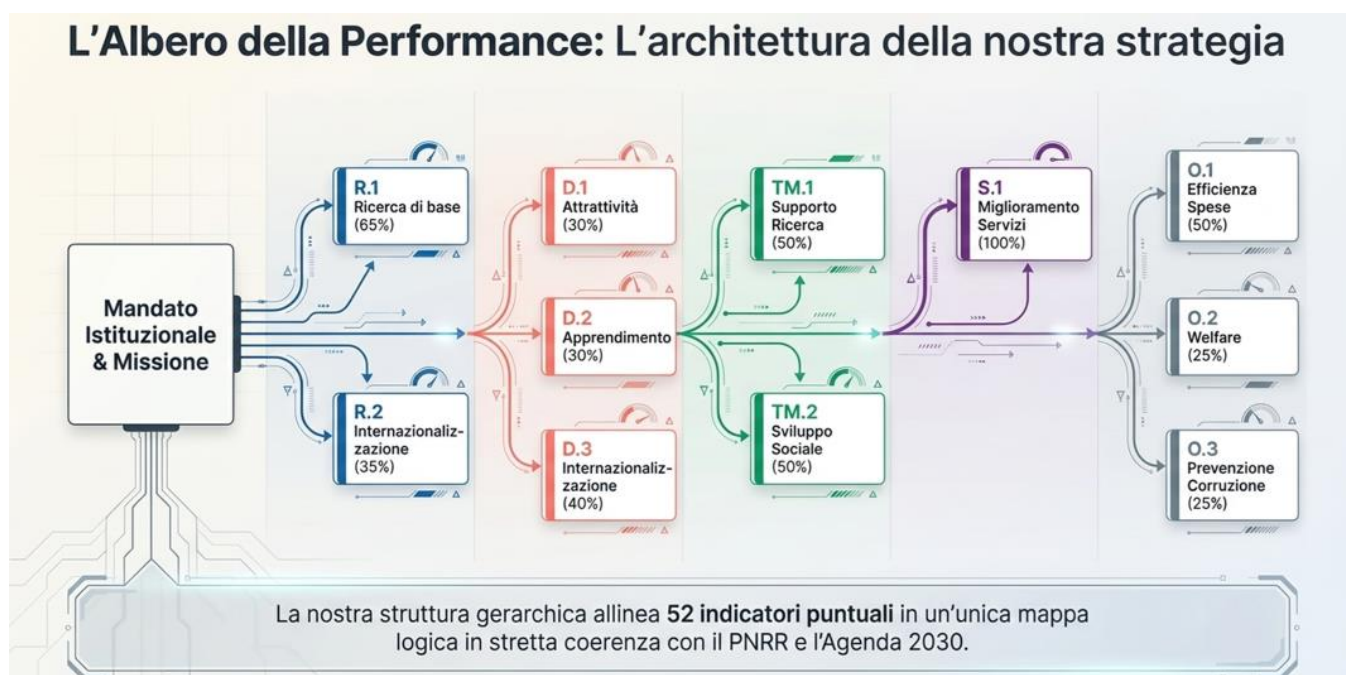 L'Albero della Performance: L'architettura della nostra strategia
Mandato
Istituzionale
& Missione
R.1
Ricerca di base
(65%)
R.2
Internazionaliz-
zazione
(35%)
D.1
Attrattività
(30%)
D.2
Apprendimento
(30%)
D.3
Internazionaliz-
zazione
(40%)
TM.1
Supporto
Ricerca
(50%)
TM.2
Sviluppo
Sociale
(50%)
S.1
Miglioramento
Servizi
(100%)
O.1
Efficienza
Spese
(50%)
O.2
Welfare
(25%)
O.3
Prevenzione
Corruzione
(25%)
La nostra struttura gerarchica allinea 52 indicatori puntuali in un'unica mappa
logica in stretta coerenza con il PNRR e l'Agenda 2030.